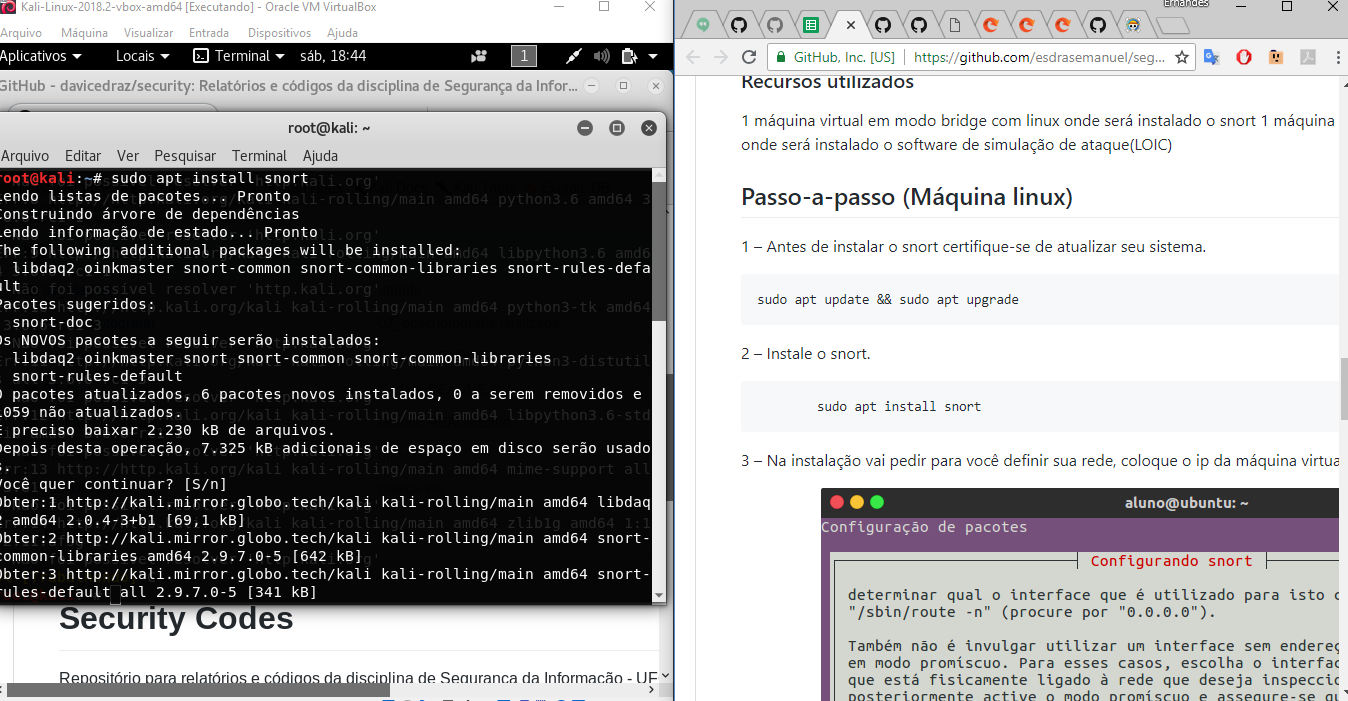 Kali-Linux-2018.2-vbox-amd64 [Executando] - Oracle VM VirtualBox
Arquivo Máquina Visualizar Entrada Dispositivos Ajuda
Aplicativos Locais Terminal sáb, 18:44 1
GitHub - davicedraz/security: Relatórios e códigos da disciplina de Segurança da Infor...
root@kali: ~
Arquivo Editar Ver Pesquisar Terminal Ajuda
root@kali:~# sudo apt install snort
Lendo listas de pacotes... Pronto
Construindo árvore de dependências
Lendo informação de estado... Pronto
The following additional packages will be installed:
libdaq2 oinkmaster snort-common snort-common-libraries snort-rules-defa
ult
Pacotes sugeridos:
snort-doc
Os NOVOS pacotes a seguir serão instalados:
libdaq2 oinkmaster snort snort-common snort-common-libraries
snort-rules-default
0 pacotes atualizados, 6 pacotes novos instalados, 0 a serem removidos e
1059 não atualizados.
É preciso baixar 2.230 kB de arquivos.
Depois desta operação, 7.325 kB adicionais de espaço em disco serão usado
s.
Você quer continuar? [S/n]
Obter:1 http://kali.mirror.globo.tech/kali kali-rolling/main amd64 libdaq
2 amd64 2.0.4-3+b1 [69,1 kB]
Obter:2 http://kali.mirror.globo.tech/kali kali-rolling/main amd64 snort-
common-libraries amd64 2.9.7.0-5 [642 kB]
Obter:3 http://kali.mirror.globo.tech/kali kali-rolling/main amd64 snort-
rules-default all 2.9.7.0-5 [341 kB]
Security Codes
Repositório para relatórios e códigos da disciplina de Segurança da Informação - UF
Ernandes
GitHub, Inc. [US] https://github.com/esdrasemanuel/seg...
Recursos utilizados
1 máquina virtual em modo bridge com linux onde será instalado o snort 1 máquina
onde será instalado o software de simulação de ataque(LOIC)
Passo-a-passo (Máquina linux)
1 – Antes de instalar o snort certifique-se de atualizar seu sistema.
sudo apt update && sudo apt upgrade
2 – Instale o snort.
sudo apt install snort
3 – Na instalação vai pedir para você definir sua rede, coloque o ip da máquina virtua
aluno@ubuntu: ~
Configuração de pacotes
Configurando snort
determinar qual o interface que é utilizado para isto c
"/sbin/route -n" (procure por "0.0.0.0").
Também não é invulgar utilizar um interface sem endereç
em modo promíscuo. Para esses casos, escolha o interfac
que está fisicamente ligado à rede que deseja inspeccio
posteriormente active o modo promíscuo e assegure-se qu